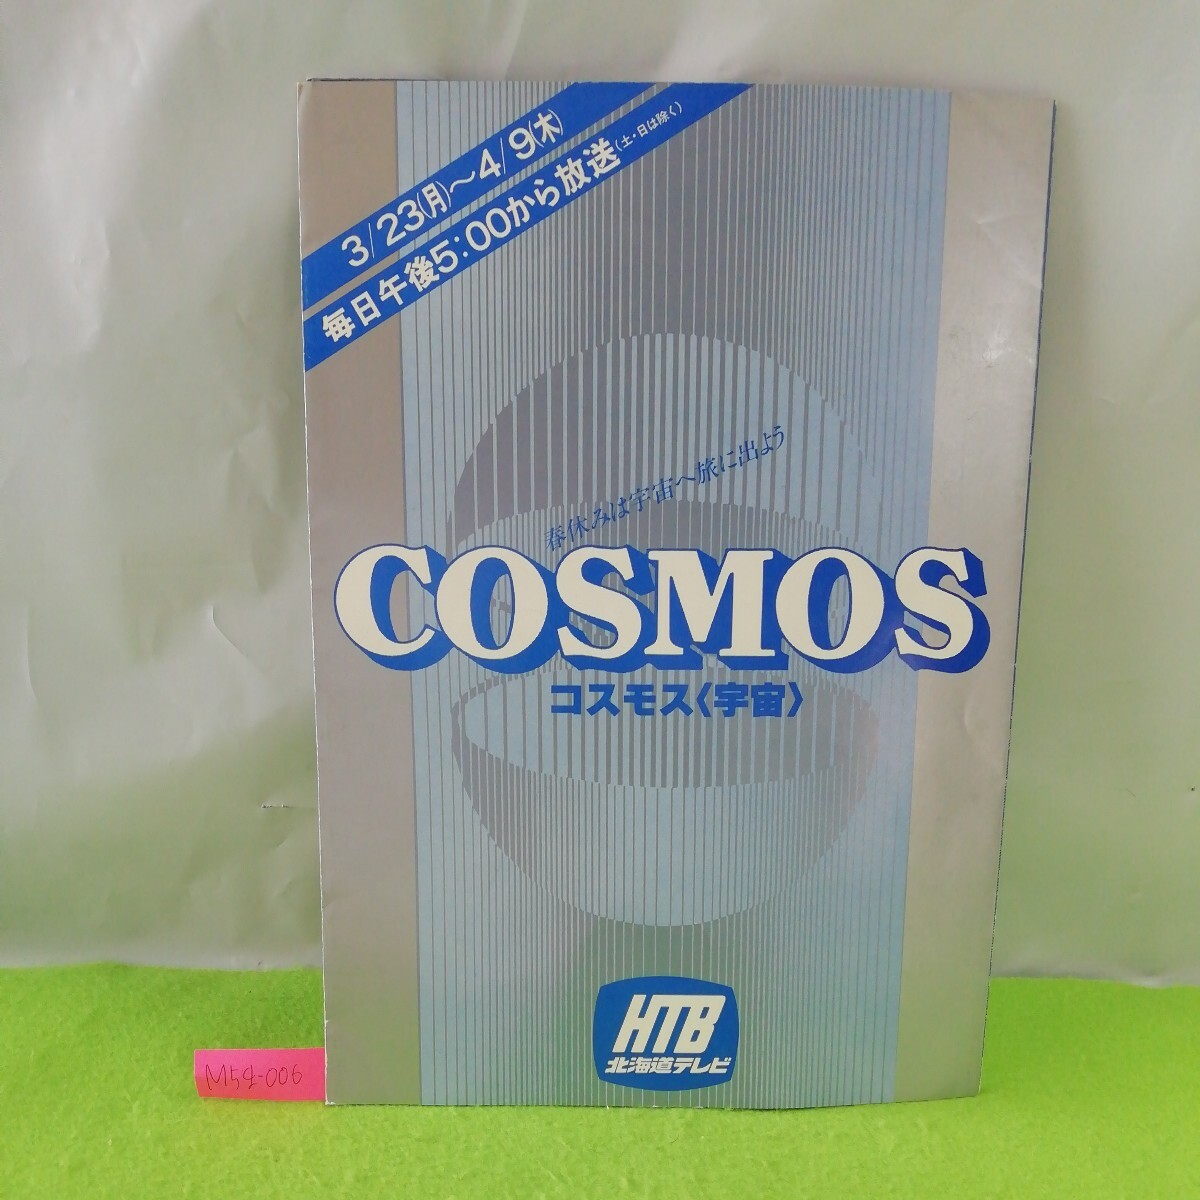 3/23(月)〜4/9(木)
毎日午後5:00から放送(土・日は除く)
春休みは宇宙へ旅に出よう
COSMOS
コスモス〈宇宙〉
HTB
北海道テレビ
M54-006